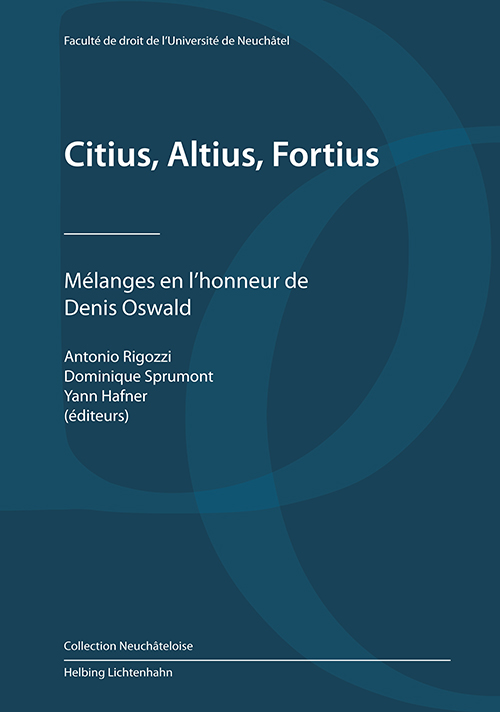 Faculté de droit de l'Université de Neuchâtel
Citius, Altius, Fortius
Mélanges en l'honneur de
Denis Oswald
Antonio Rigozzi
Dominique Sprumont
Yann Hafner
(éditeurs)
Collection Neuchâteloise
Helbing Lichtenhahn